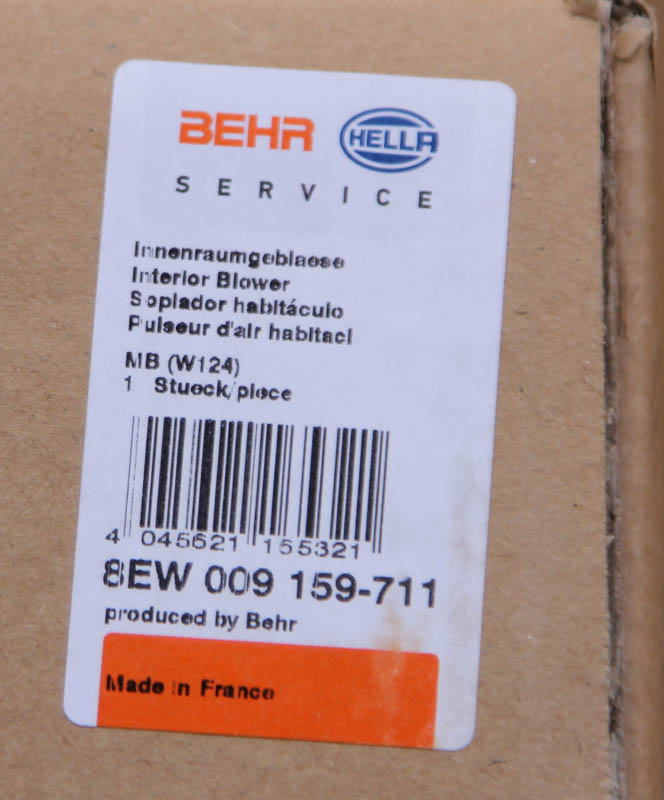 BEHR HELLA
SERVICE
Innenraumgeblaese
Interior Blower
Soplador habitáculo
Pulseur d'air habitacl
MB (W124)
1 Stueck/piece
4 045621 155321
8EW 009 159-711
produced by Behr
Made in France